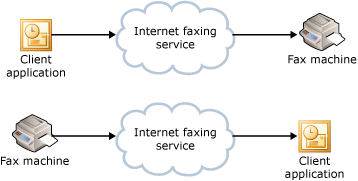 Internet faxing
service
Client
application
Fax machine
Internet faxing
service
Fax machine
Client
application